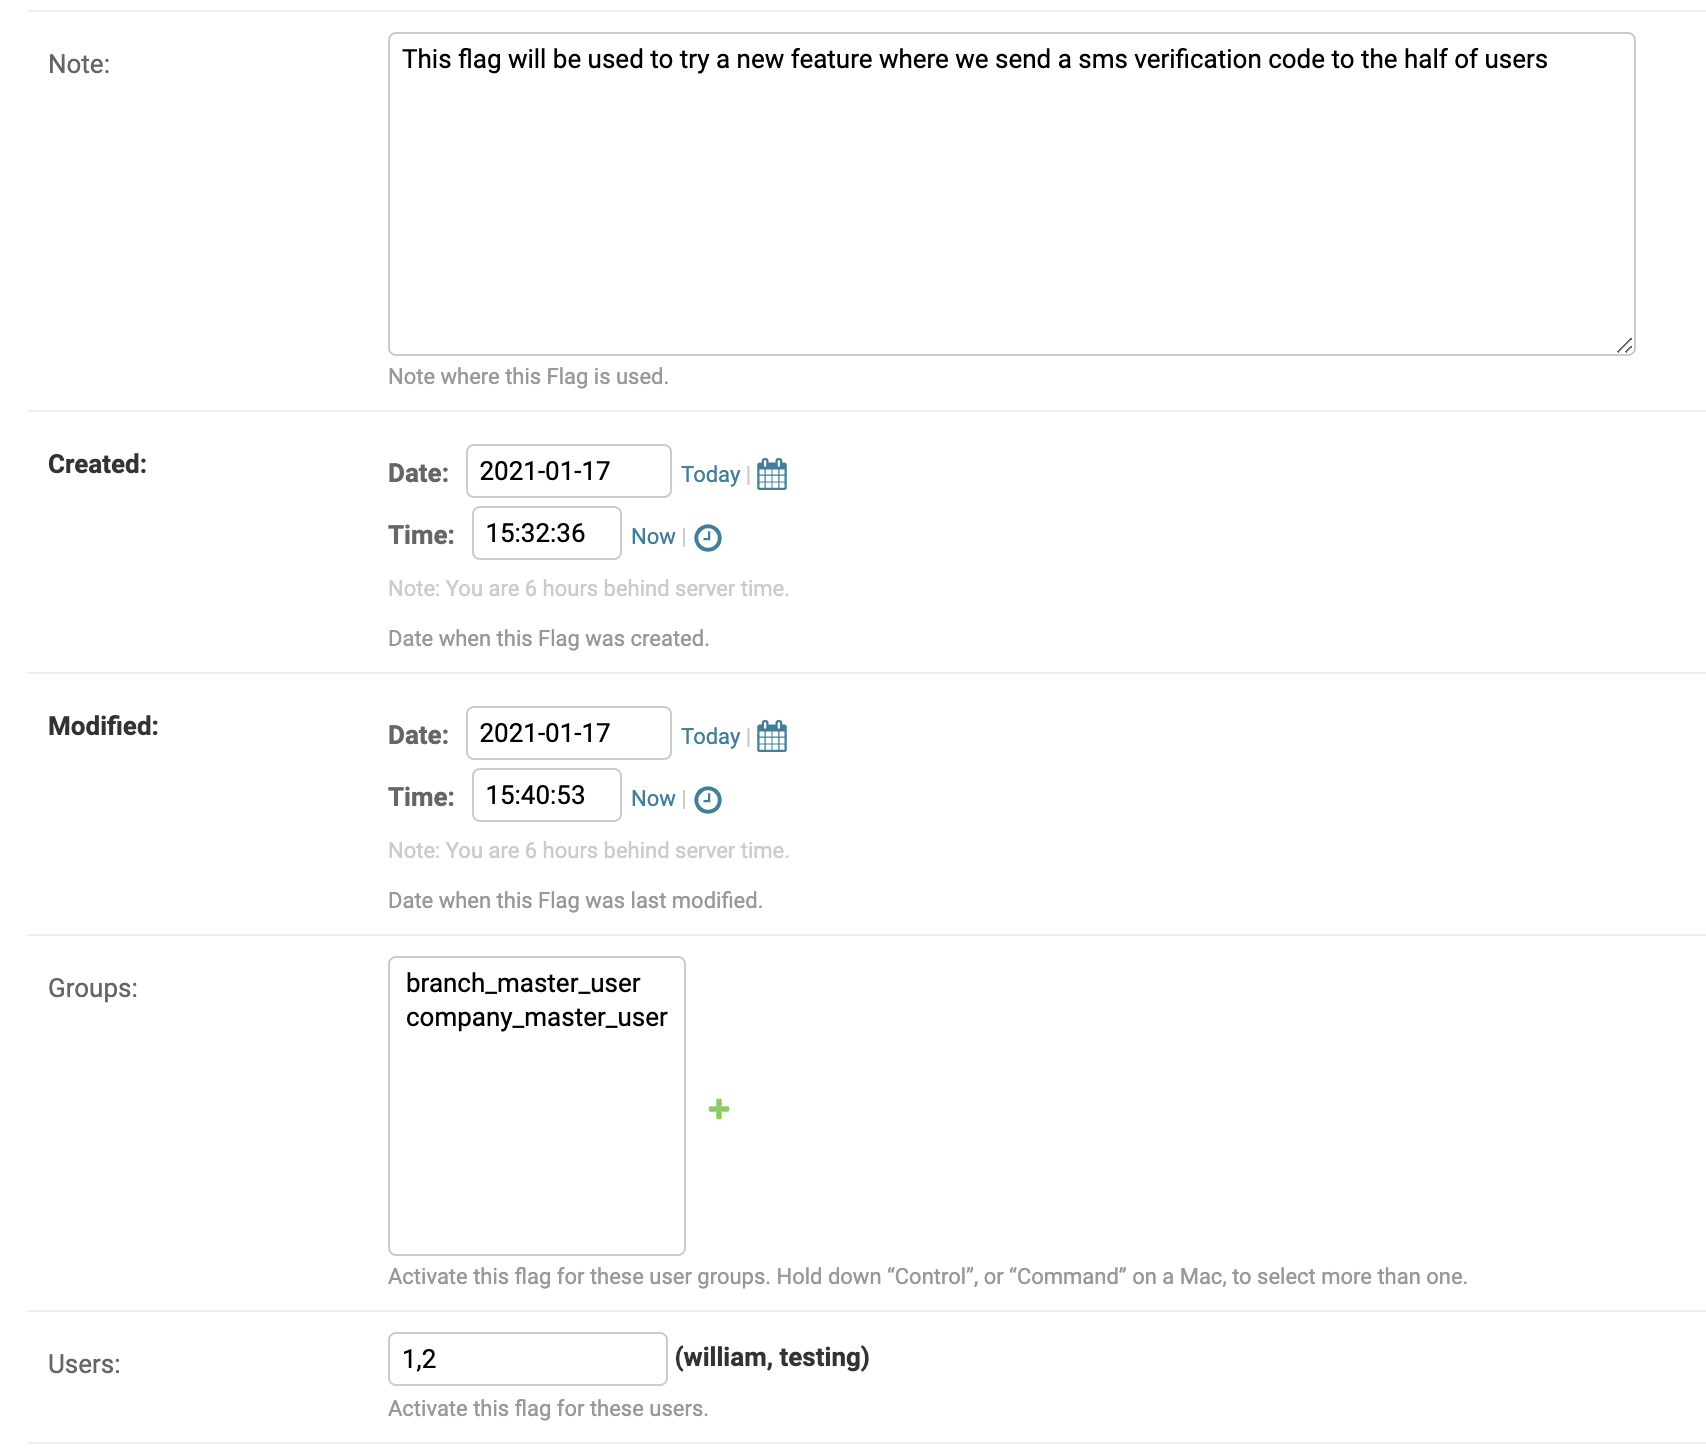 Note:
This flag will be used to try a new feature where we send a sms verification code to the half of users
Note where this Flag is used.
Created:
Date: 2021-01-17 Today |
Time: 15:32:36 Now |
Note: You are 6 hours behind server time.
Date when this Flag was created.
Modified:
Date: 2021-01-17 Today |
Time: 15:40:53 Now |
Note: You are 6 hours behind server time.
Date when this Flag was last modified.
Groups:
branch_master_user
company_master_user
Activate this flag for these user groups. Hold down “Control”, or “Command” on a Mac, to select more than one.
Users: 1,2 (william, testing)
Activate this flag for these users.